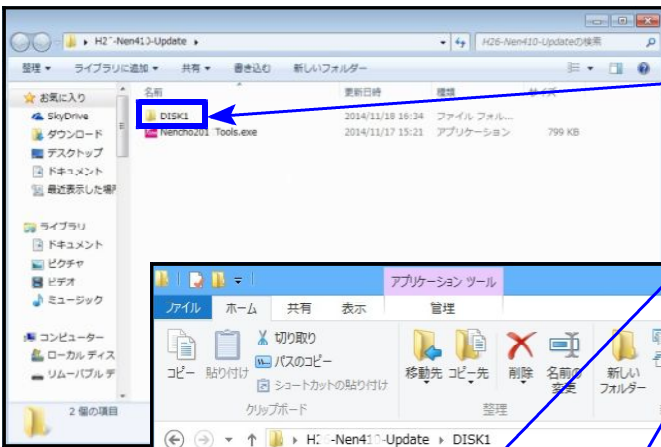 H2 -Nen41 -Update
H26-Nen410-Updateの検索
整理 ライブラリに追加 共有 書き込む 新しいフォルダー
お気に入り
SkyDrive
ダウンロード
デスクトップ
ドキュメント
最近表示した場所
ライブラリ
ドキュメント
ピクチャ
ビデオ
ミュージック
コンピューター
ローカル ディス
リムーバブル デ
2 個の項目
名前 更新日時 種類 サイズ
DISK1 2014/11/18 16:34 ファイル フォル...
Nencho201 Tools.exe 2014/11/17 15:21 アプリケーション 799 KB
アプリケーション ツール
ファイル ホーム 共有 表示 管理
コピー 貼り付け
切り取り
パスのコピー
ショートカットの貼り付け
クリップボード
移動先 コピー先 削除 名前の変更
整理
新しいフォルダー
H -Nen41 -Update DISK1